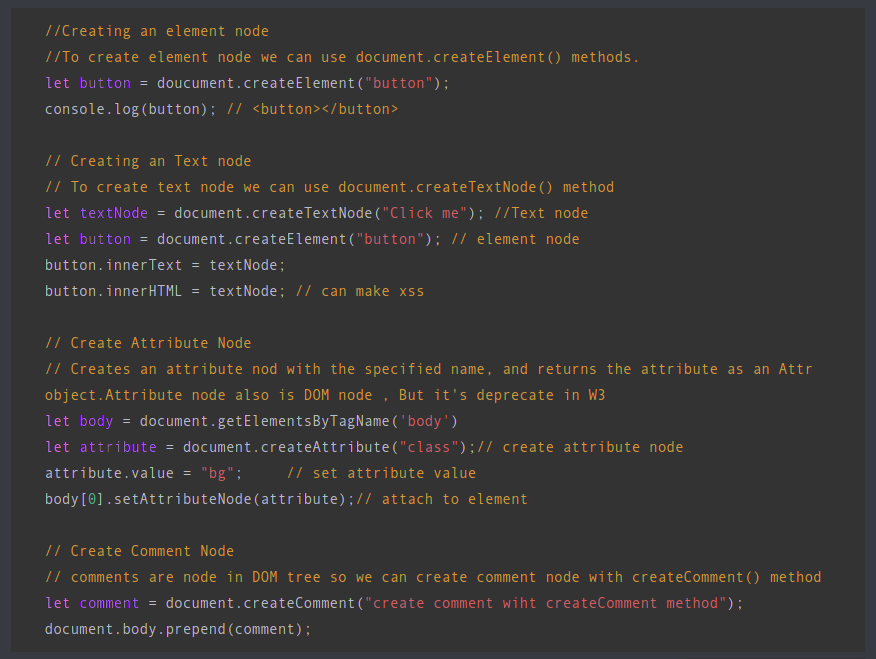 //Creating an element node
//To create element node we can use document.createElement() methods.
let button = doucument.createElement("button");
console.log(button); // <button></button>
// Creating an Text node
// To create text node we can use document.createTextNode() method
let textNode = document.createTextNode("Click me"); //Text node
let button = document.createElement("button"); // element node
button.innerText = textNode;
button.innerHTML = textNode; // can make xss
// Create Attribute Node
// Creates an attribute nod with the specified name, and returns the attribute as an Attr
object.Attribute node also is DOM node , But it's deprecate in W3
let body = document.getElementsByTagName('body')
let attribute = document.createAttribute("class");// create attribute node
attribute.value = "bg";     // set attribute value
body[0].setAttributeNode(attribute);// attach to element
// Create Comment Node
// comments are node in DOM tree so we can create comment node with createComment() method
let comment = document.createComment("create comment wiht createComment method");
document.body.prepend(comment);